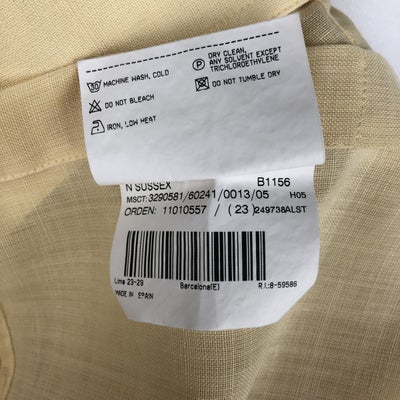 30 MACHINE WASH, COLD
DO NOT BLEACH
IRON, LOW HEAT
P DRY CLEAN,
ANY SOLVENT EXCEPT
TRICHLOROETHYLENE
DO NOT TUMBLE DRY
N SUSSEX B1156
MSCT: 3290581/60241/0013/05 H05
ORDEN: 11010557 / (23) 249738ALST
Lima 23-29 Barcelona(E) R.I.:8-59586
MADE IN SPAIN